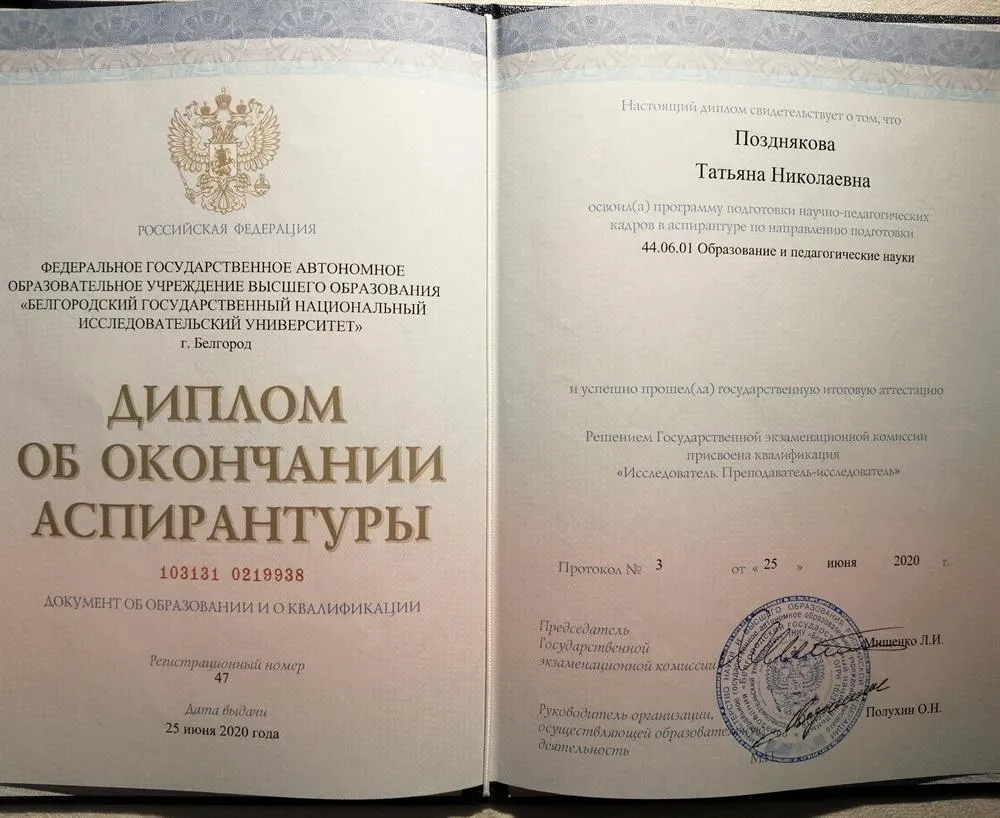 РОССИЙСКАЯ ФЕДЕРАЦИЯ
ФЕДЕРАЛЬНОЕ ГОСУДАРСТВЕННОЕ АВТОНОМНОЕ
ОБРАЗОВАТЕЛЬНОЕ УЧРЕЖДЕНИЕ ВЫСШЕГО ОБРАЗОВАНИЯ
«БЕЛГОРОДСКИЙ ГОСУДАРСТВЕННЫЙ НАЦИОНАЛЬНЫЙ
ИССЛЕДОВАТЕЛЬСКИЙ УНИВЕРСИТЕТ»
г. Белгород
ДИПЛОМ
ОБ ОКОНЧАНИИ
АСПИРАНТУРЫ
103131 0219938
ДОКУМЕНТ ОБ ОБРАЗОВАНИИ И О КВАЛИФИКАЦИИ
Регистрационный номер
47
Дата выдачи
25 июня 2020 года
Настоящий диплом свидетельствует о том, что
Позднякова
Татьяна Николаевна
освоил(а) программу подготовки научно-педагогических
кадров в аспирантуре по направлению подготовки
44.06.01 Образование и педагогические науки
и успешно прошел(ла) государственную итоговую аттестацию
Решением Государственной экзаменационной комиссии
присвоена квалификация
«Исследователь. Преподаватель-исследователь»
Протокол № 3 от « 25 » июня 2020 г.
Председатель
Государственной
экзаменационной комиссии
Мищенко Л.И.
Руководитель организации,
осуществляющей образовате
деятельность
Полухин О.Н.